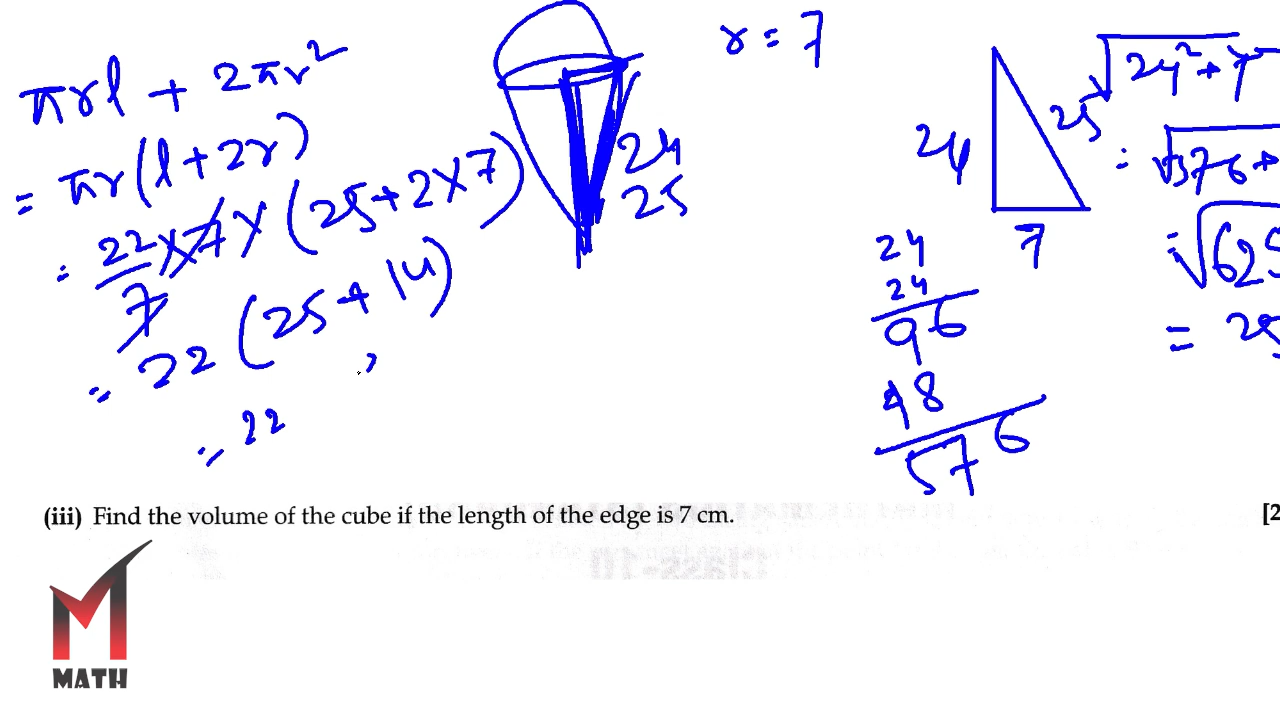 πrl + 2πr²
= πr(l+2r)
= 22/7 X 7 X (25+2X7)
= 22 (25+14)
= 22
24
25
r = 7
24
25
7
√24²+7
= √576+
= √625
= 25
24
24
96
48
576
(iii) Find the volume of the cube if the length of the edge is 7 cm.
[2
M
MATH